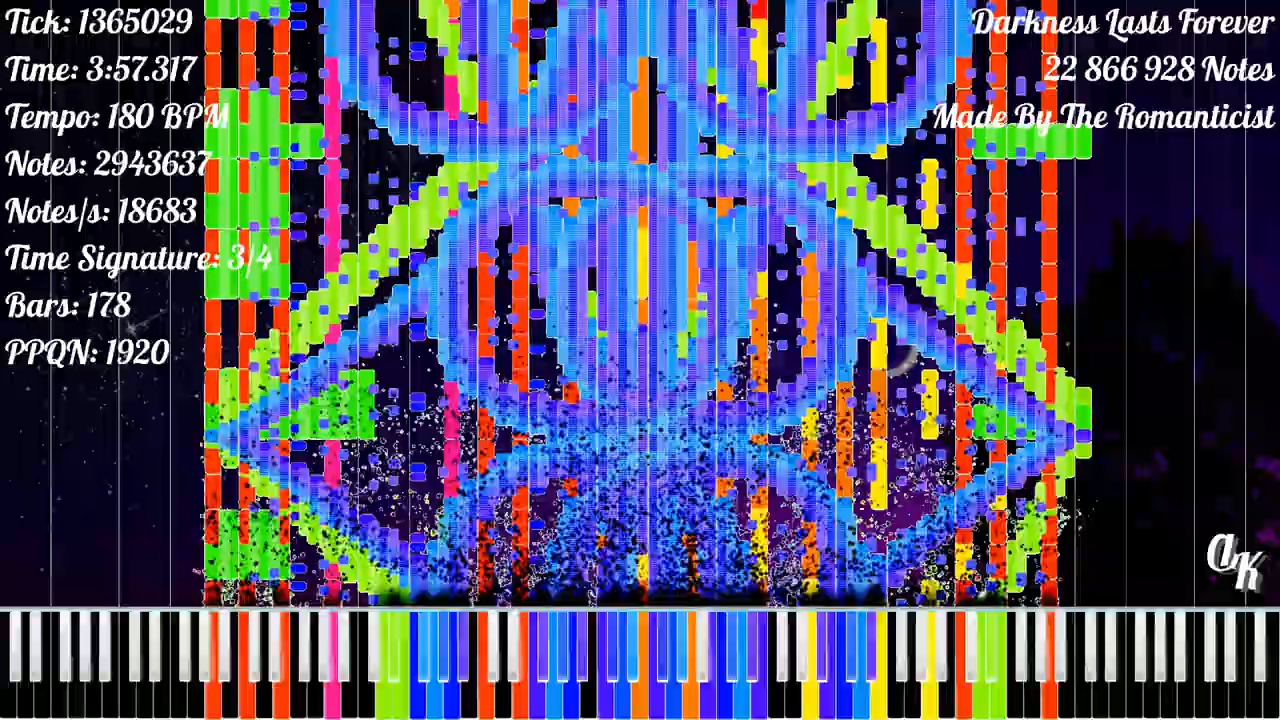 Tick: 1365029
Time: 3:57.317
Tempo: 180 BPM
Notes: 2943637
Notes/s: 18683
Time Signature: 3/4
Bars: 178
PPQN: 1920
Darkness Lasts Forever
22 866 928 Notes
Made By The Romanticist
AK